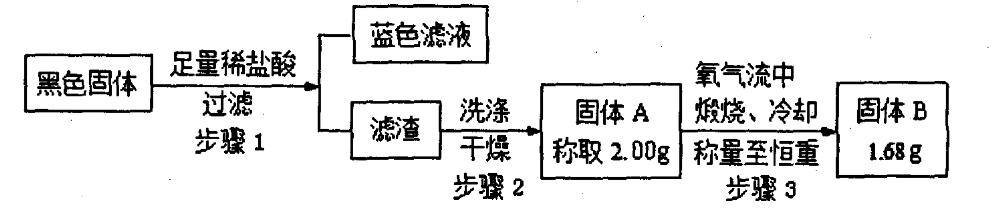 黑色固体
足量稀盐酸
过滤
步骤 1
蓝色滤液
滤渣
洗涤
干燥
步骤 2
固体 A
称取 2.00g
氧气流中
煅烧、冷却
称量至恒重
步骤 3
固体 B
1.68g